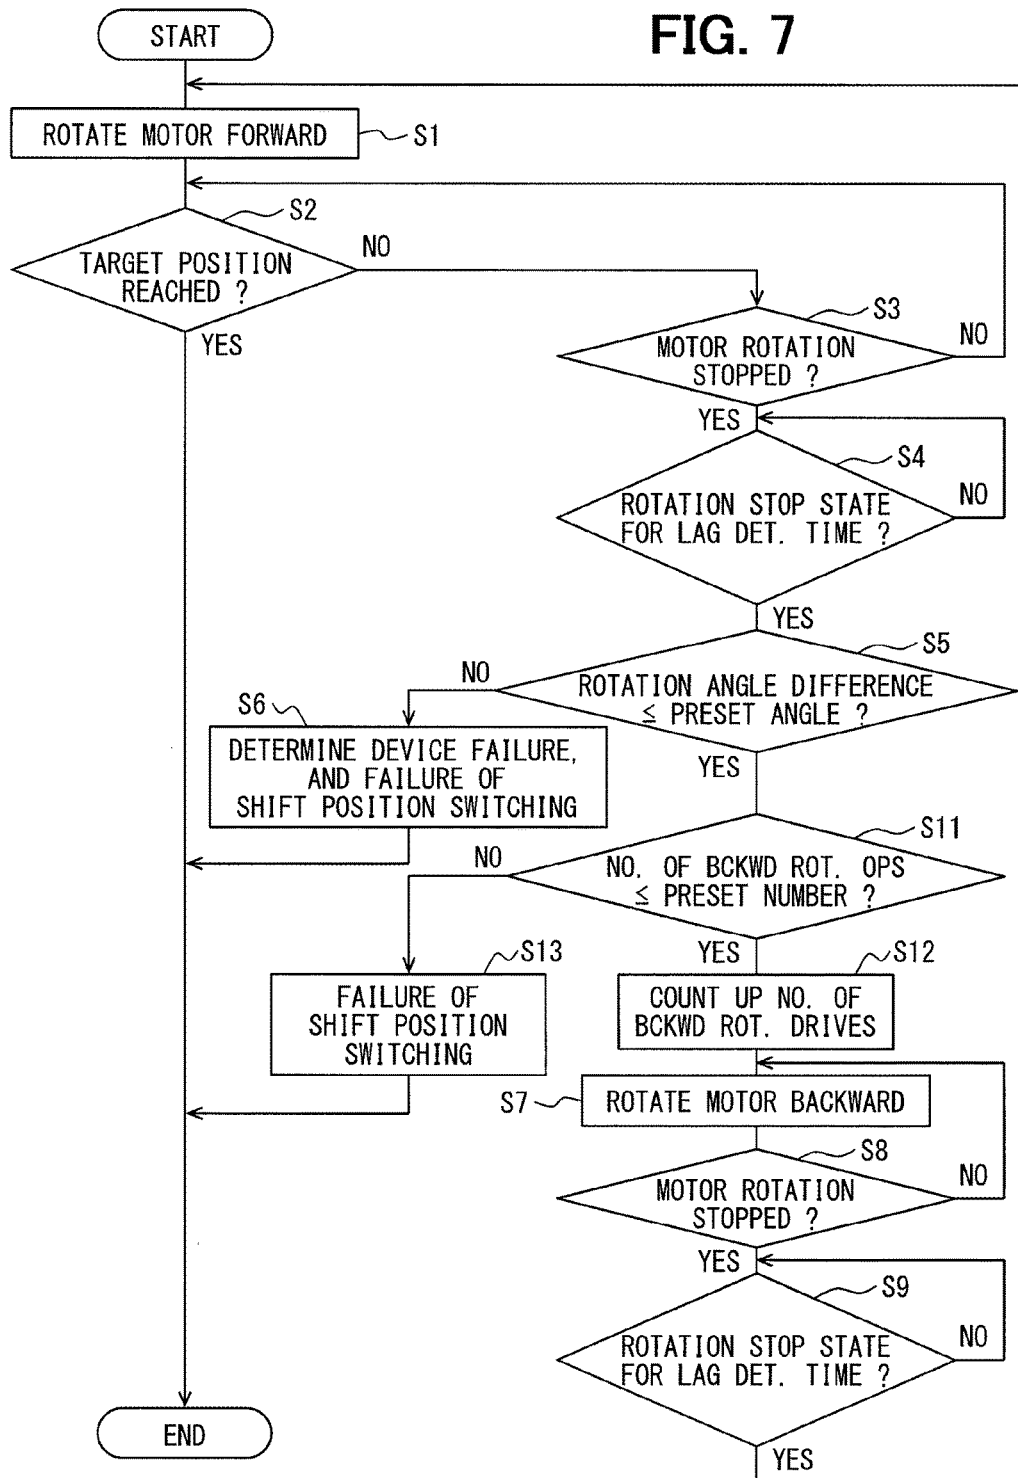 FIG. 7
START
ROTATE MOTOR FORWARD
S1
S2
TARGET POSITION
REACHED ?
NO
YES
S3
MOTOR ROTATION
STOPPED ?
NO
YES
S4
ROTATION STOP STATE
FOR LAG DET. TIME ?
NO
YES
S5
ROTATION ANGLE DIFFERENCE
≤ PRESET ANGLE ?
NO
YES
S6
DETERMINE DEVICE FAILURE,
AND FAILURE OF
SHIFT POSITION SWITCHING
S11
NO. OF BCKWD ROT. OPS
≤ PRESET NUMBER ?
NO
YES
S13
FAILURE OF
SHIFT POSITION
SWITCHING
S12
COUNT UP NO. OF
BCKWD ROT. DRIVES
S7
ROTATE MOTOR BACKWARD
S8
MOTOR ROTATION
STOPPED ?
NO
YES
S9
ROTATION STOP STATE
FOR LAG DET. TIME ?
NO
YES
END